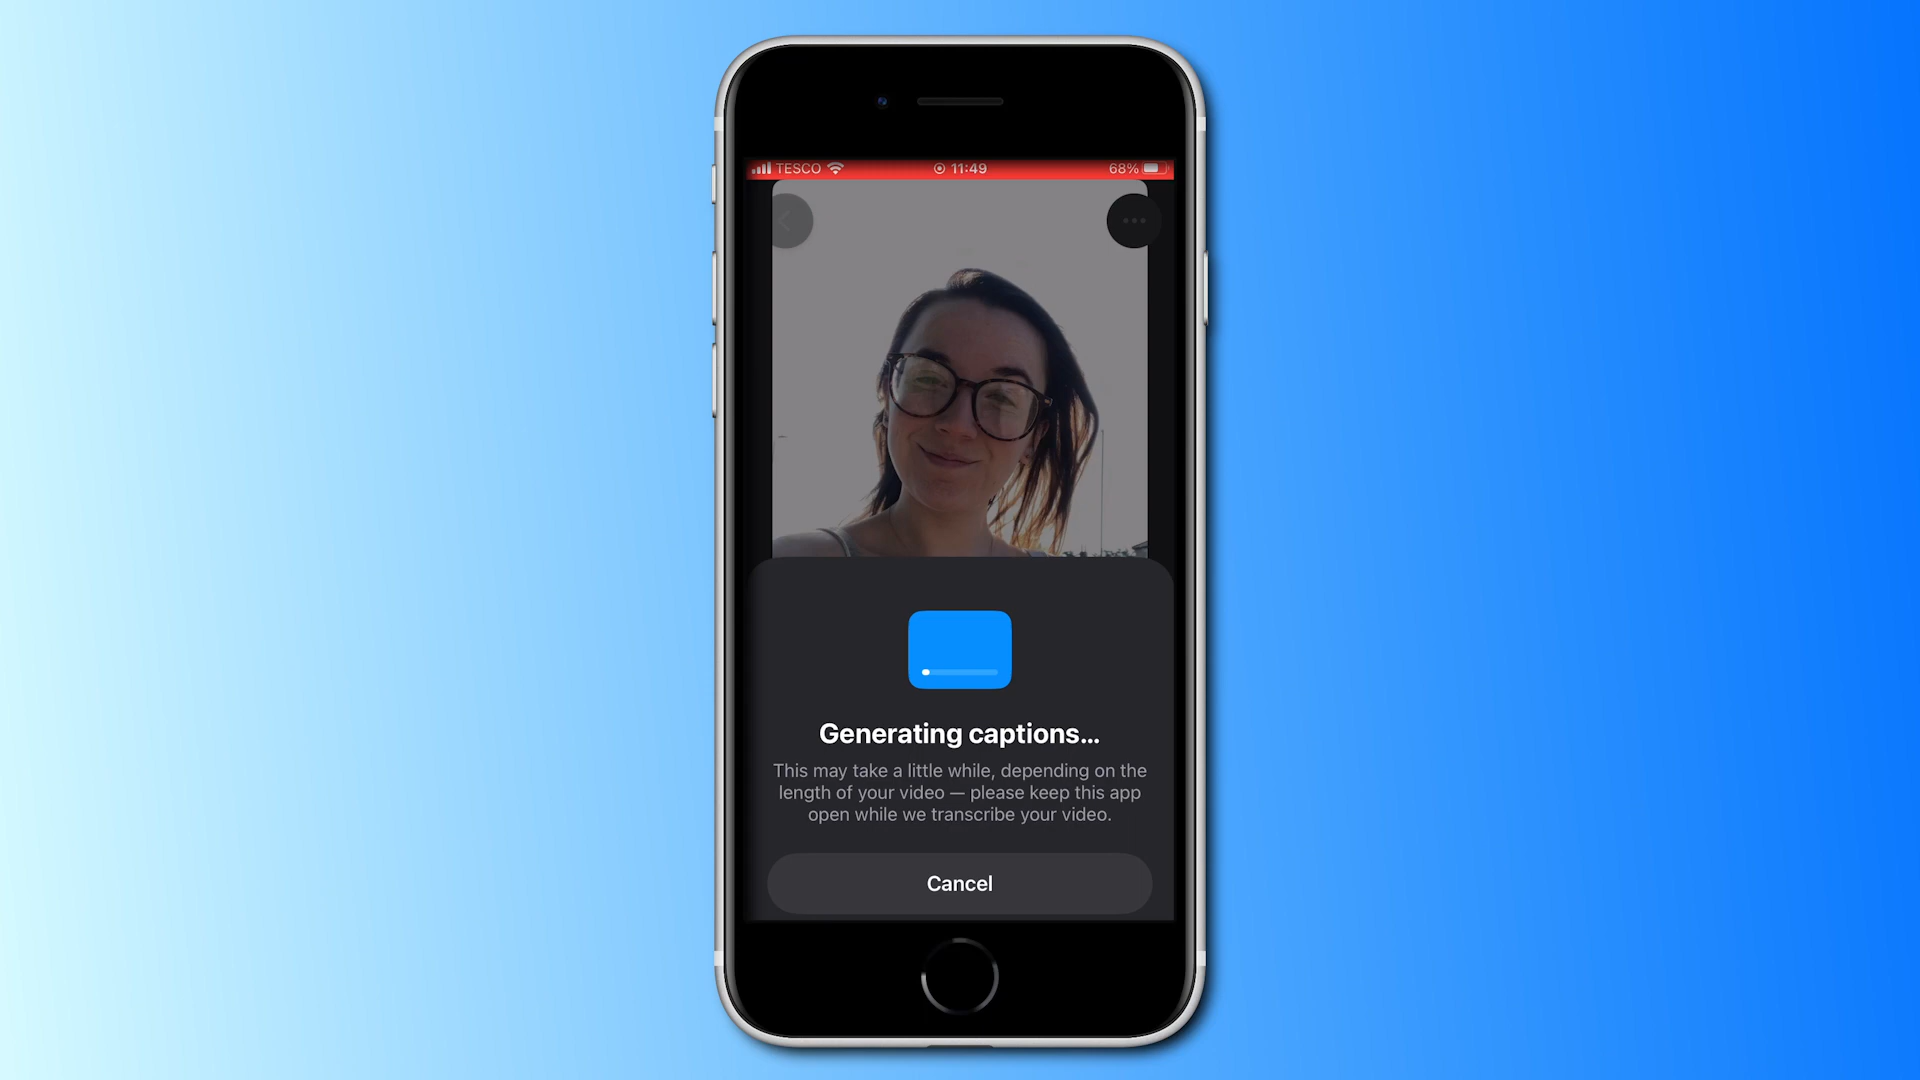 TESCO 11:49 68%
Generating captions...
This may take a little while, depending on the
length of your video — please keep this app
open while we transcribe your video.
Cancel